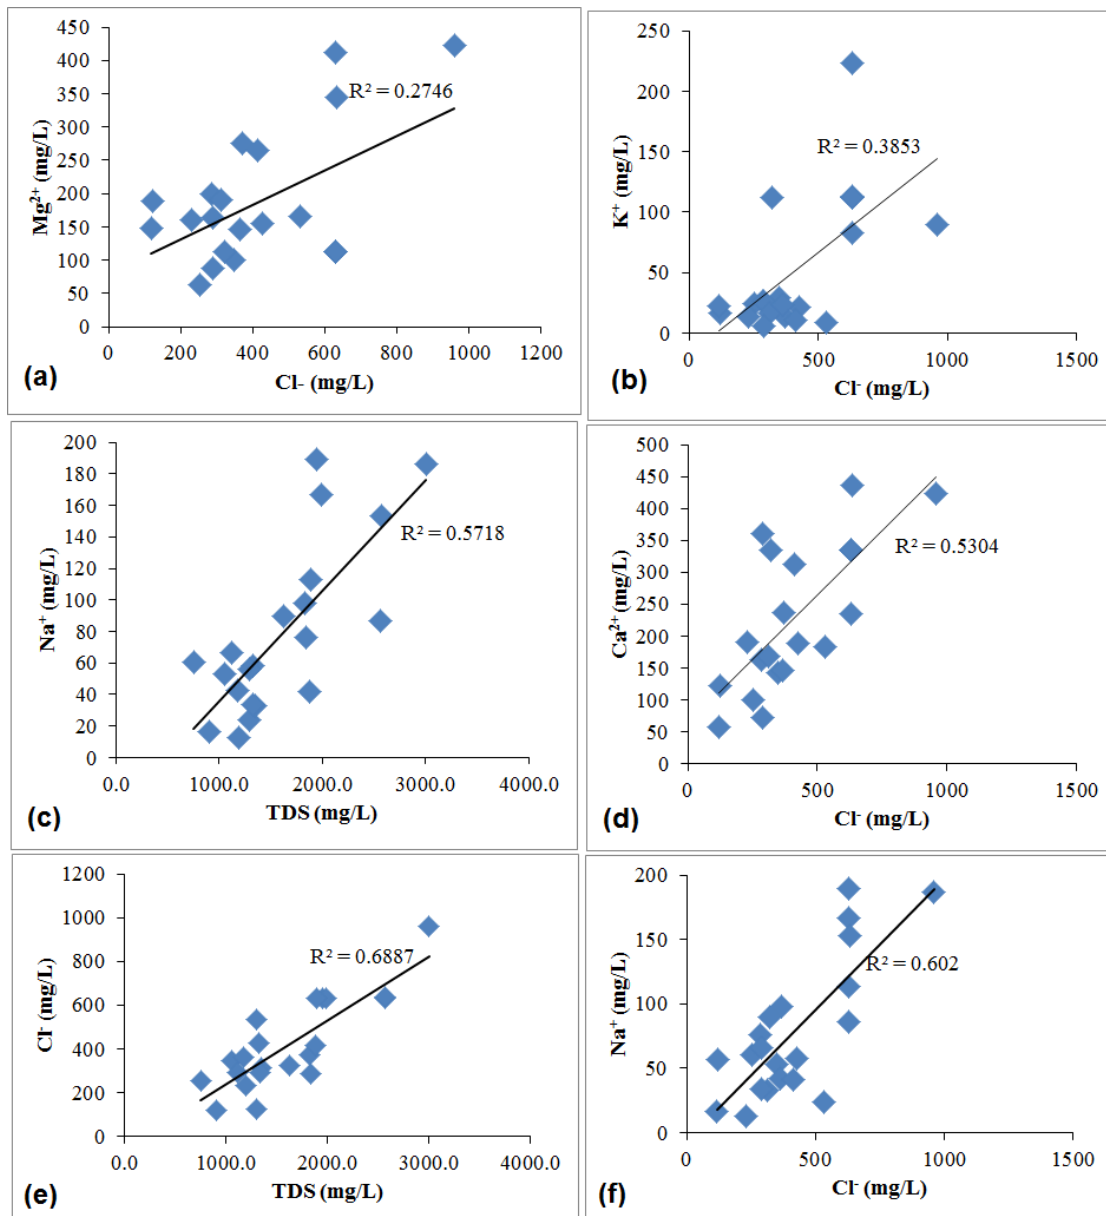 450
400
350
300
250
200
150
100
50
0
Mg²⁺ (mg/L)
R² = 0.2746
0 200 400 600 800 1000 1200
Cl- (mg/L)
(a)
250
200
150
100
50
0
K⁺ (mg/L)
R² = 0.3853
0 500 1000 1500
Cl⁻ (mg/L)
(b)
200
180
160
140
120
100
80
60
40
20
0
Na⁺ (mg/L)
R² = 0.5718
0.0 1000.0 2000.0 3000.0 4000.0
TDS (mg/L)
(c)
500
450
400
350
300
250
200
150
100
50
0
Ca²⁺ (mg/L)
R² = 0.5304
0 500 1000 1500
Cl⁻ (mg/L)
(d)
1200
1000
800
600
400
200
0
Cl⁻ (mg/L)
R² = 0.6887
0.0 1000.0 2000.0 3000.0 4000.0
TDS (mg/L)
(e)
200
150
100
50
0
Na⁺ (mg/L)
R² = 0.602
0 500 1000 1500
Cl⁻ (mg/L)
(f)